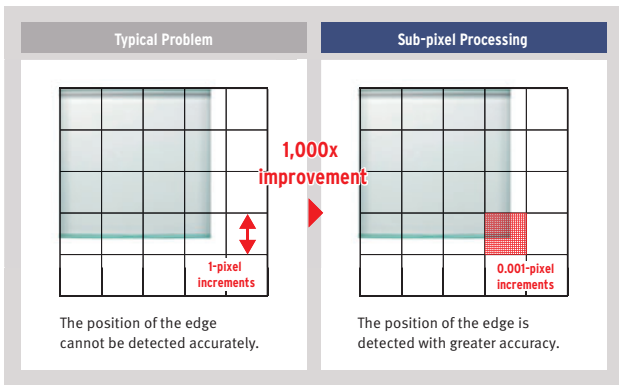 Typical Problem
Sub-pixel Processing
1,000x
improvement
1-pixel
increments
0.001-pixel
increments
The position of the edge
cannot be detected accurately.
The position of the edge is
detected with greater accuracy.